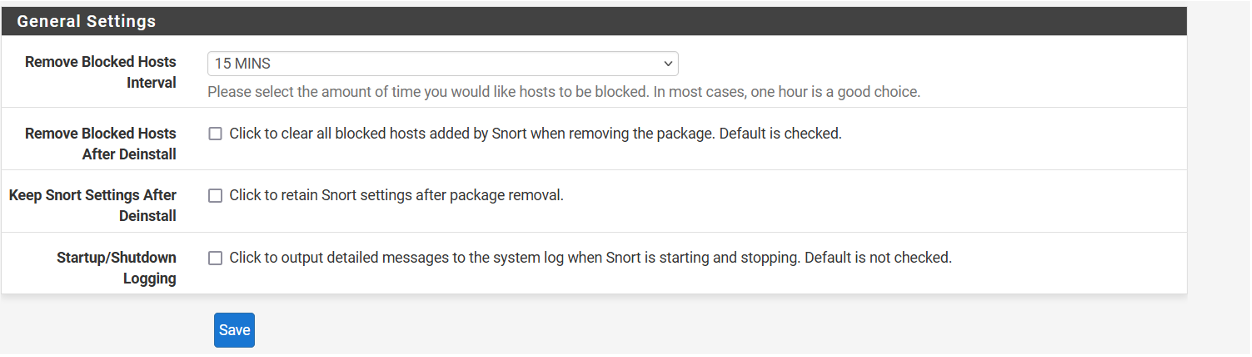 General Settings
Remove Blocked Hosts
Interval
15 MINS
Please select the amount of time you would like hosts to be blocked. In most cases, one hour is a good choice.
Remove Blocked Hosts
After Deinstall
Click to clear all blocked hosts added by Snort when removing the package. Default is checked.
Keep Snort Settings After
Deinstall
Click to retain Snort settings after package removal.
Startup/Shutdown
Logging
Click to output detailed messages to the system log when Snort is starting and stopping. Default is not checked.
Save